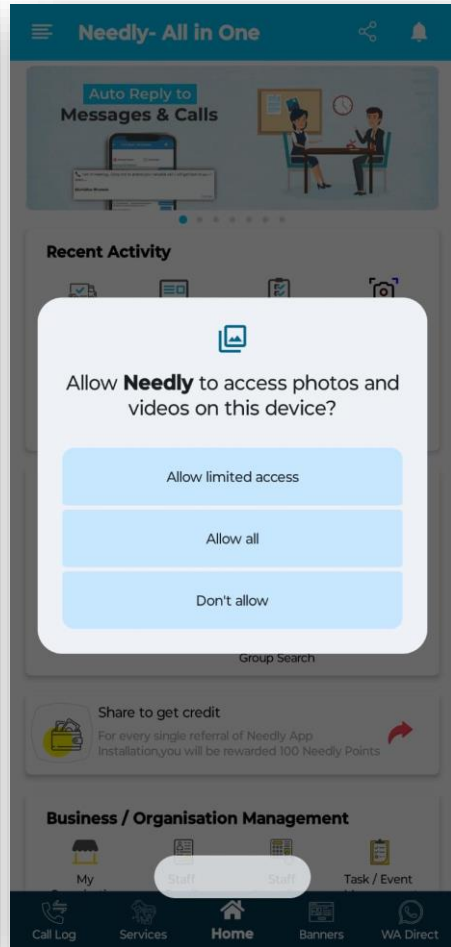 Needly- All in One
Auto Reply to
Messages & Calls
Recent Activity
Allow Needly to access photos and
videos on this device?
Allow limited access
Allow all
Don't allow
Group Search
Share to get credit
For every single referral of Needly App
Installation,you will be rewarded 100 Needly Points
Business / Organisation Management
My
Staff
Staff
Task / Event
Call Log
Services
Home
Banners
WA Direct